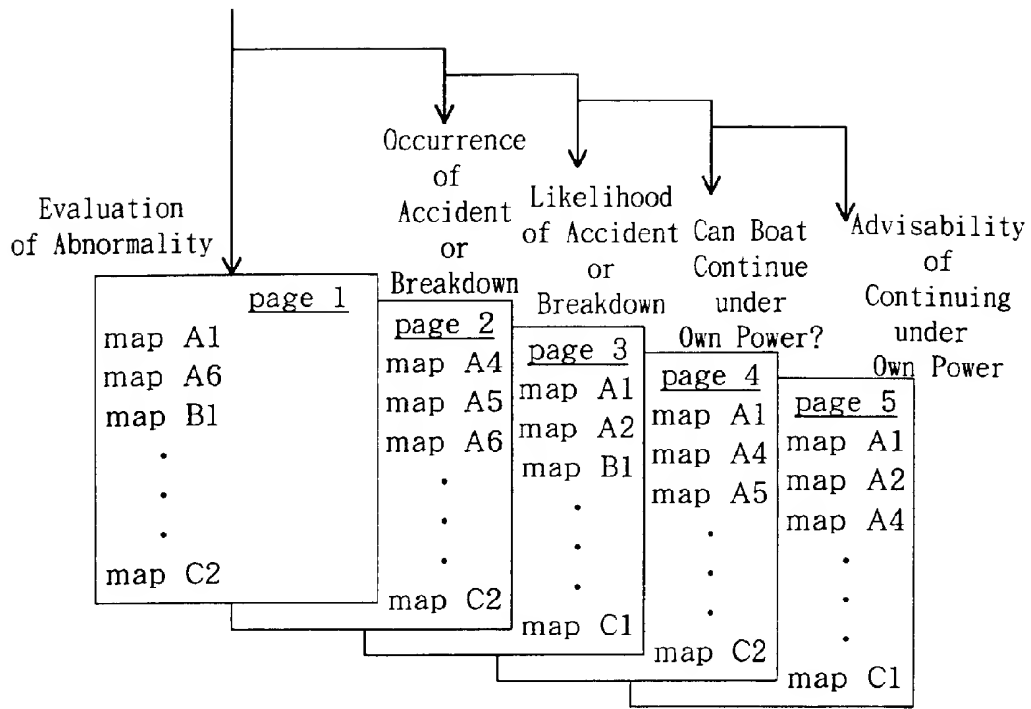 Evaluation
of Abnormality
Occurrence
of
Accident
or
Breakdown
Likelihood
of Accident
or
Breakdown
Can Boat
Continue
under
Own Power?
Advisability
of
Continuing
under
Own Power
page 1
map A1
map A6
map B1
.
.
.
map C2
page 2
map A4
map A5
map A6
.
.
.
map C2
page 3
map A1
map A2
map B1
.
.
.
map C1
page 4
map A1
map A4
map A5
.
.
.
map C2
page 5
map A1
map A2
map A4
.
.
.
map C1